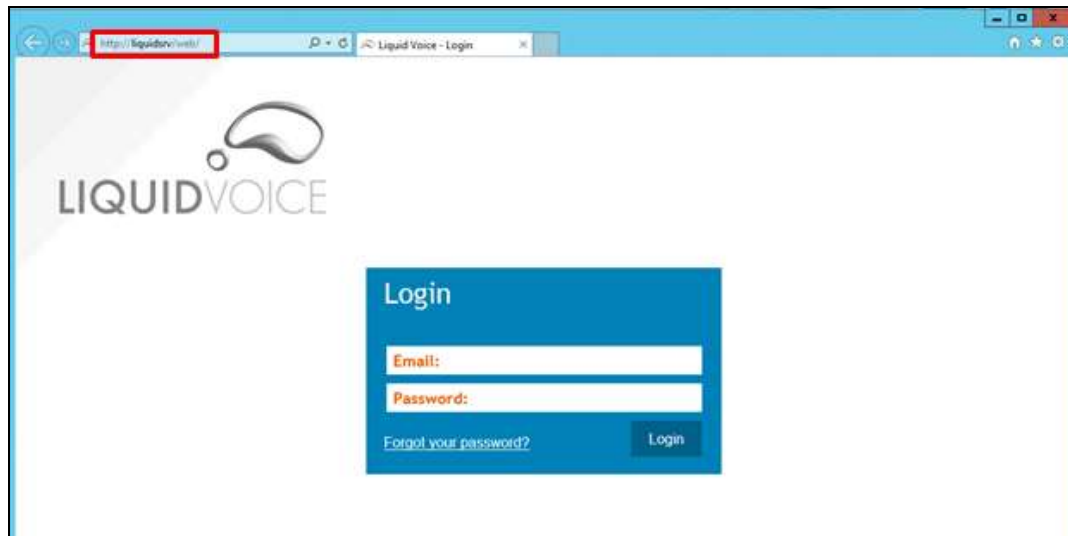 http://liquidsrv/web/
Liquid Voice - Login
LIQUIDVOICE
Login
Email:
Password:
Forgot your password?
Login